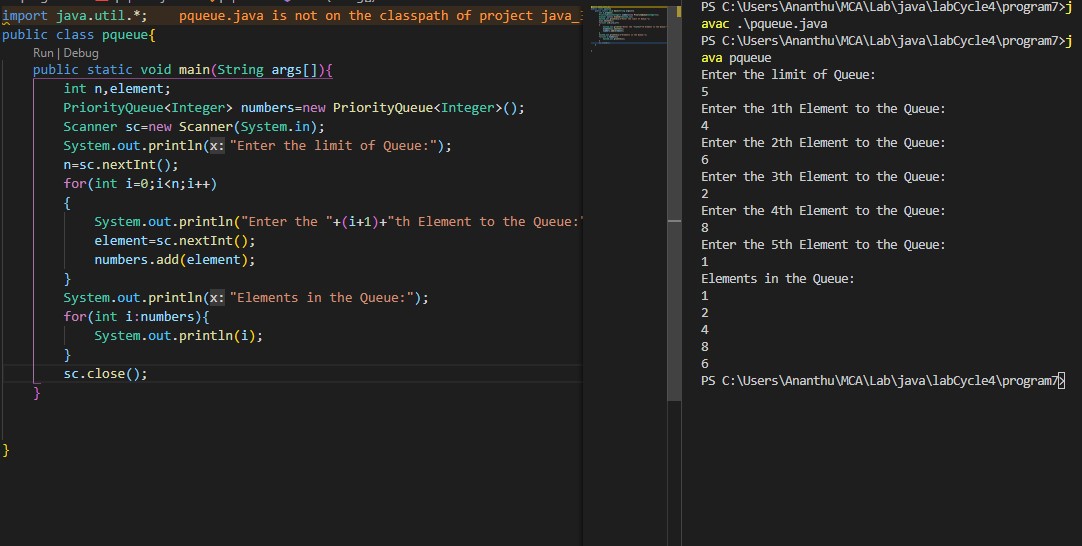 import java.util.*; pqueue.java is not on the classpath of project java_
public class pqueue{
Run | Debug
public static void main(String args[]){
int n,element;
PriorityQueue<Integer> numbers=new PriorityQueue<Integer>();
Scanner sc=new Scanner(System.in);
System.out.println(x: "Enter the limit of Queue:");
n=sc.nextInt();
for(int i=0;i<n;i++)
{
System.out.println("Enter the "+(i+1)+"th Element to the Queue:"
element=sc.nextInt();
numbers.add(element);
}
System.out.println(x: "Elements in the Queue:");
for(int i:numbers){
System.out.println(i);
}
sc.close();
}
}
PS C:\Users\Ananthu\MCA\Lab\java\labCycle4\program7>j
avac .\pqueue.java
PS C:\Users\Ananthu\MCA\Lab\java\labCycle4\program7>j
ava pqueue
Enter the limit of Queue:
5
Enter the 1th Element to the Queue:
4
Enter the 2th Element to the Queue:
6
Enter the 3th Element to the Queue:
2
Enter the 4th Element to the Queue:
8
Enter the 5th Element to the Queue:
1
Elements in the Queue:
1
2
4
8
6
PS C:\Users\Ananthu\MCA\Lab\java\labCycle4\program7>